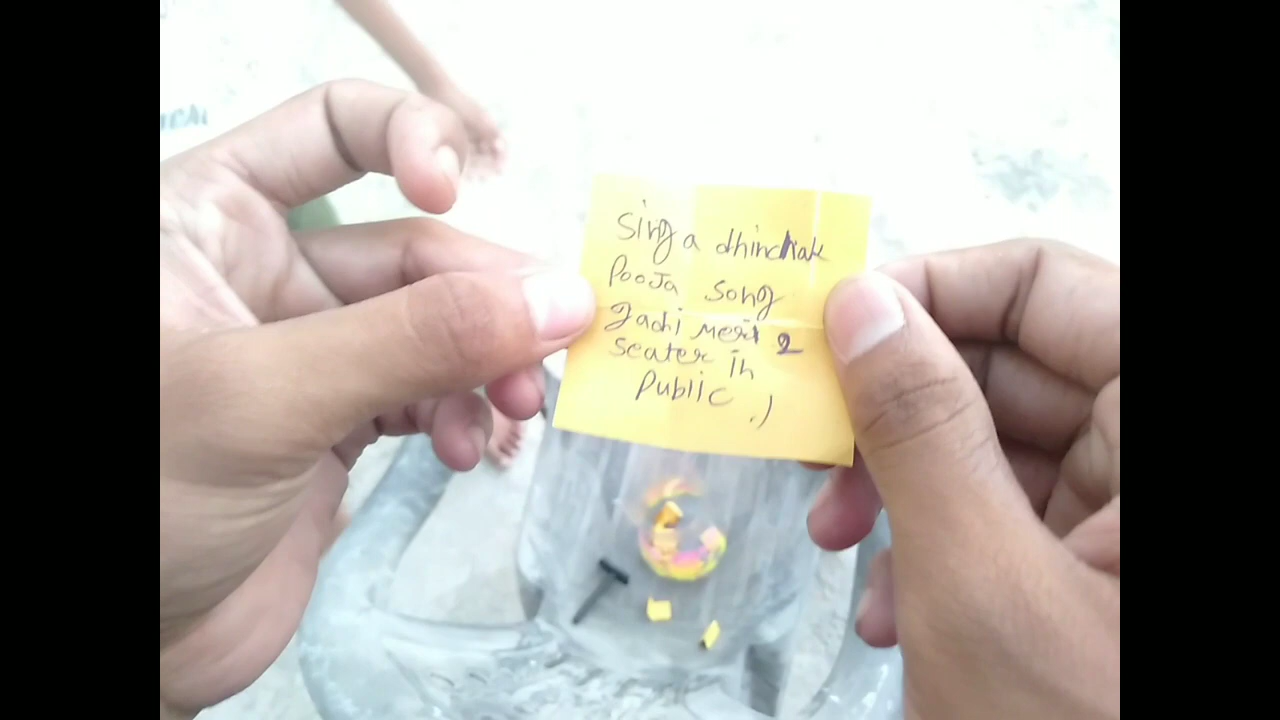 Sing a dhinchak
Pooja song
gadi meri 2
seater in
Public .)